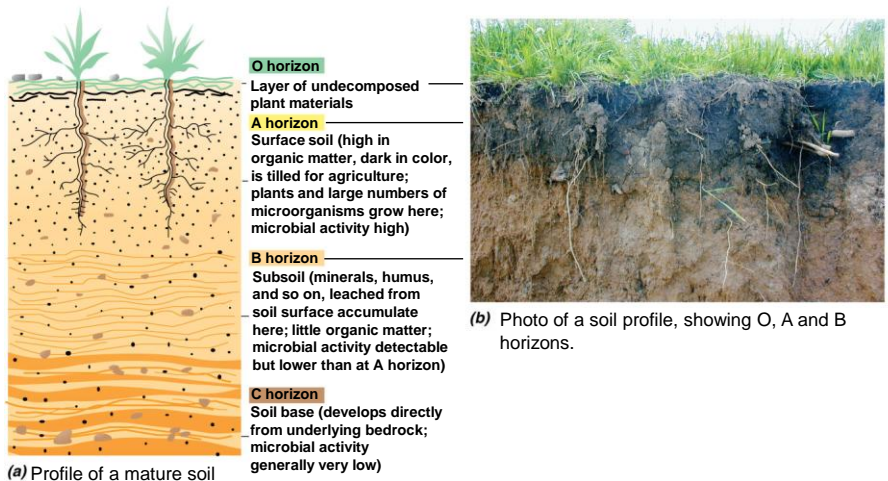 O horizon
Layer of undecomposed
plant materials
A horizon
Surface soil (high in
organic matter, dark in color,
is tilled for agriculture;
plants and large numbers of
microorganisms grow here;
microbial activity high)
B horizon
Subsoil (minerals, humus,
and so on, leached from
soil surface accumulate
here; little organic matter;
microbial activity detectable
but lower than at A horizon)
C horizon
Soil base (develops directly
from underlying bedrock;
microbial activity
generally very low)
(a) Profile of a mature soil
(b) Photo of a soil profile, showing O, A and B
horizons.